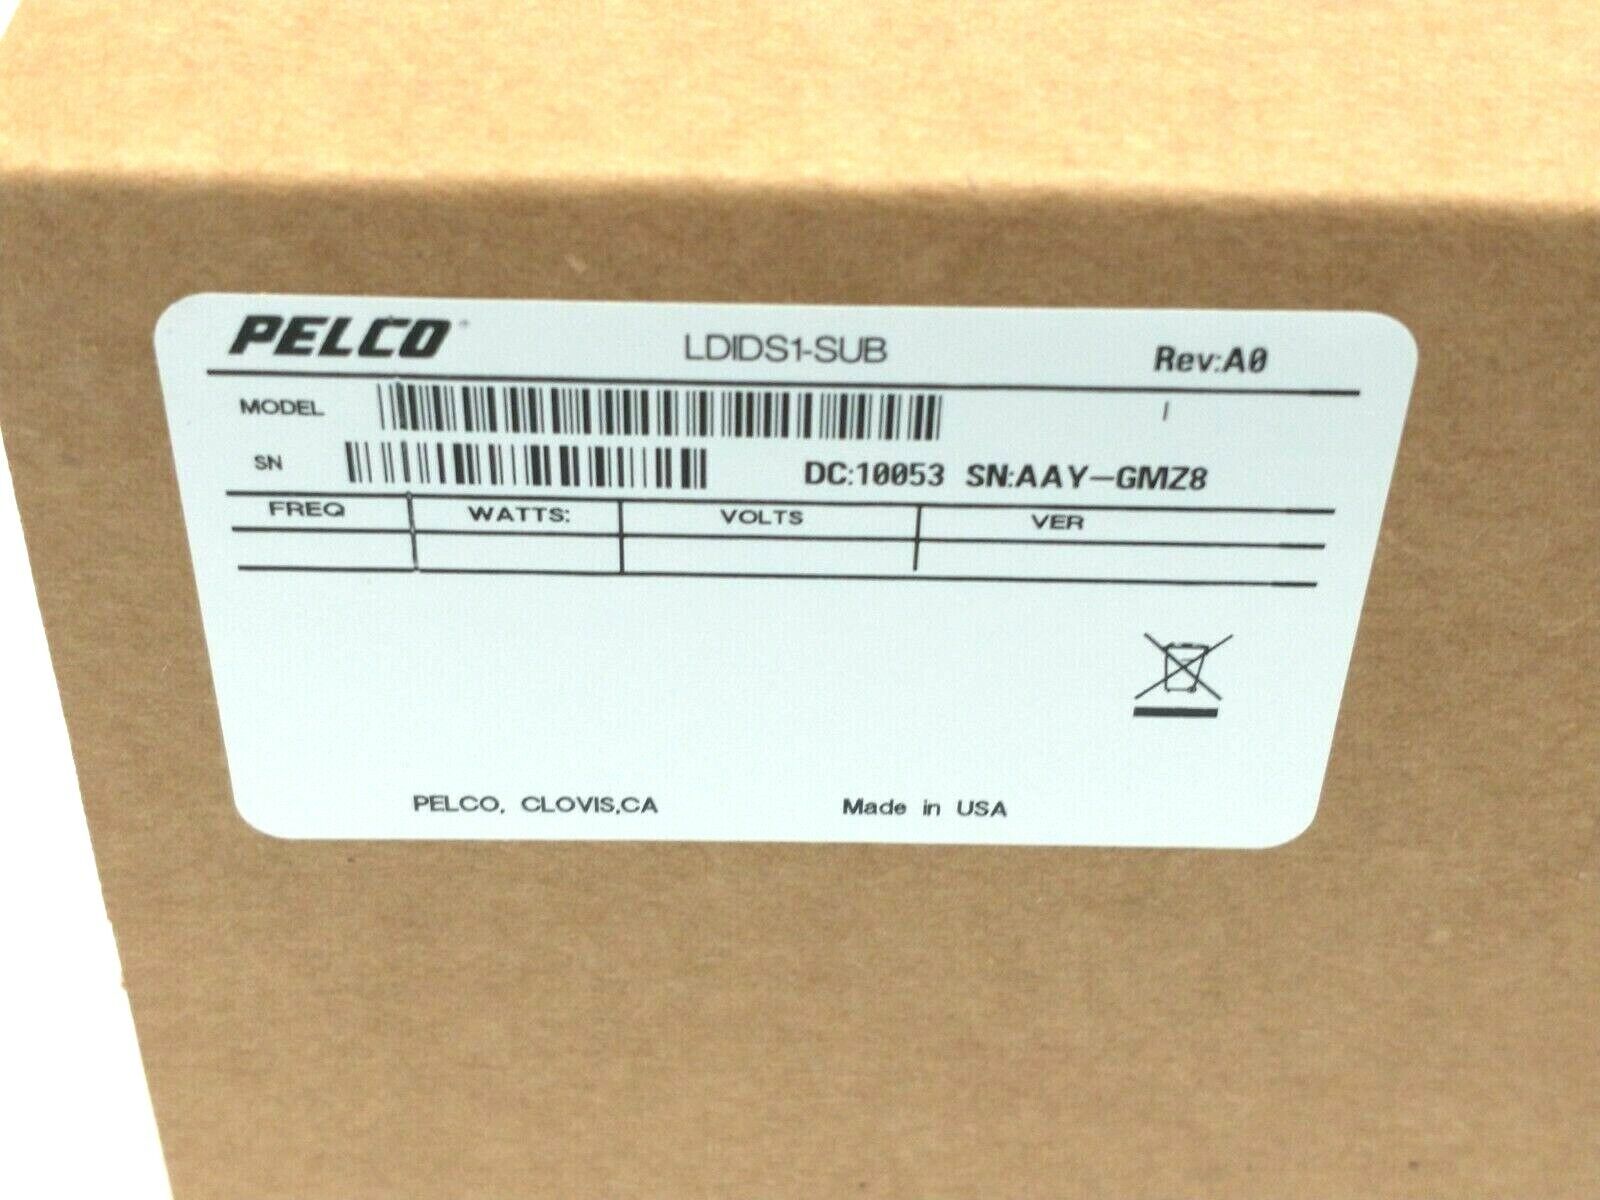 PELCO LDIDS1-SUB Rev:A0
MODEL I
SN DC:10053 SN:AAY-GMZ8
FREQ WATTS: VOLTS VER
PELCO, CLOVIS,CA Made in USA